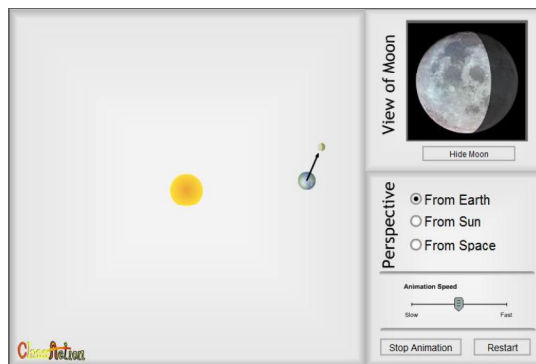 View of Moon
Hide Moon
Perspective
From Earth
From Sun
From Space
Animation Speed
Slow
Fast
Stop Animation
Restart
ClassAction